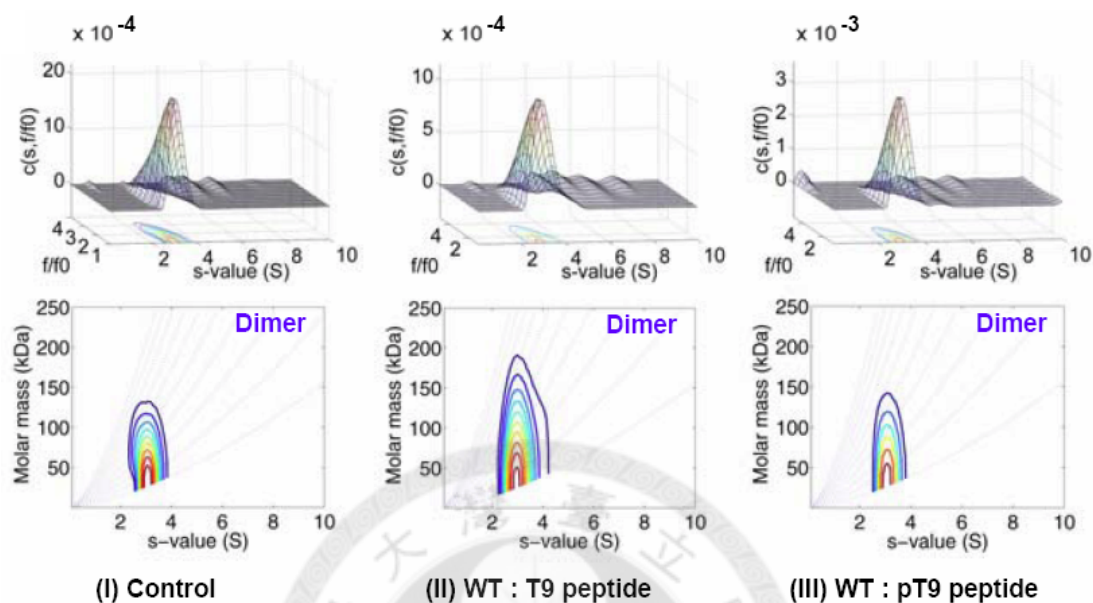 x 10 -4
20
10
0
c(s,f/f0)
4
3
2
1
f/f0
2
4
6
8
10
s-value (S)
x 10 -4
10
5
0
c(s,f/f0)
4
2
f/f0
2
4
6
8
10
s-value (S)
x 10 -3
3
2
1
0
c(s,f/f0)
4
2
f/f0
2
4
6
8
10
s-value (S)
250
200
150
100
50
Molar mass (kDa)
Dimer
2
4
6
8
10
s-value (S)
250
200
150
100
50
Molar mass (kDa)
Dimer
2
4
6
8
10
s-value (S)
250
200
150
100
50
Molar mass (kDa)
Dimer
2
4
6
8
10
s-value (S)
大灣臺立
(I) Control
(II) WT : T9 peptide
(III) WT : pT9 peptide